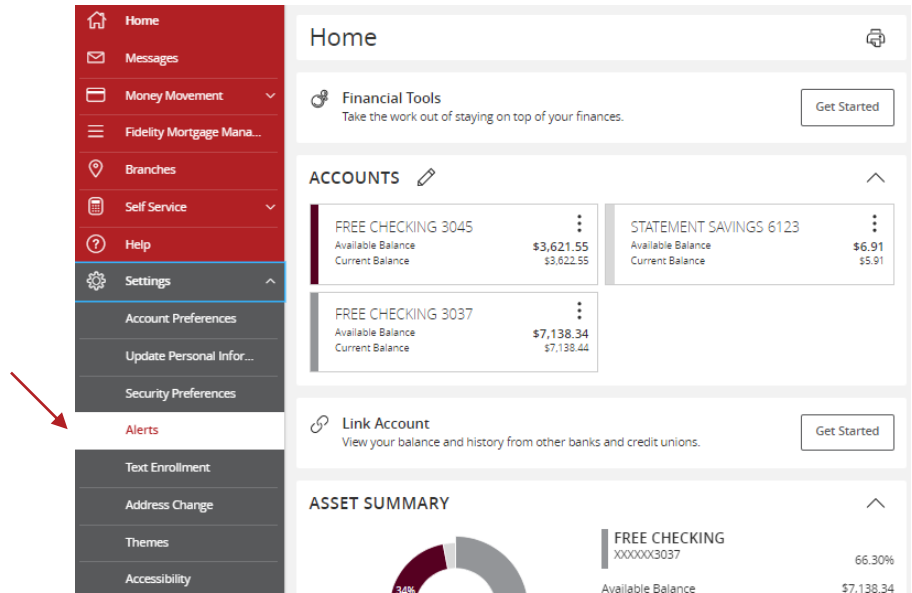 Home
Messages
Money Movement
Fidelity Mortgage Mana...
Branches
Self Service
Help
Settings
Account Preferences
Update Personal Infor...
Security Preferences
Alerts
Text Enrollment
Address Change
Themes
Accessibility
Home
Financial Tools
Take the work out of staying on top of your finances.
Get Started
ACCOUNTS
FREE CHECKING 3045
Available Balance $3,621.55
Current Balance $3,622.55
STATEMENT SAVINGS 6123
Available Balance $6.91
Current Balance $5.91
FREE CHECKING 3037
Available Balance $7,138.34
Current Balance $7,138.44
Link Account
View your balance and history from other banks and credit unions.
Get Started
ASSET SUMMARY
34%
FREE CHECKING
XXXXXX3037
66.30%
Available Balance $7,138.34